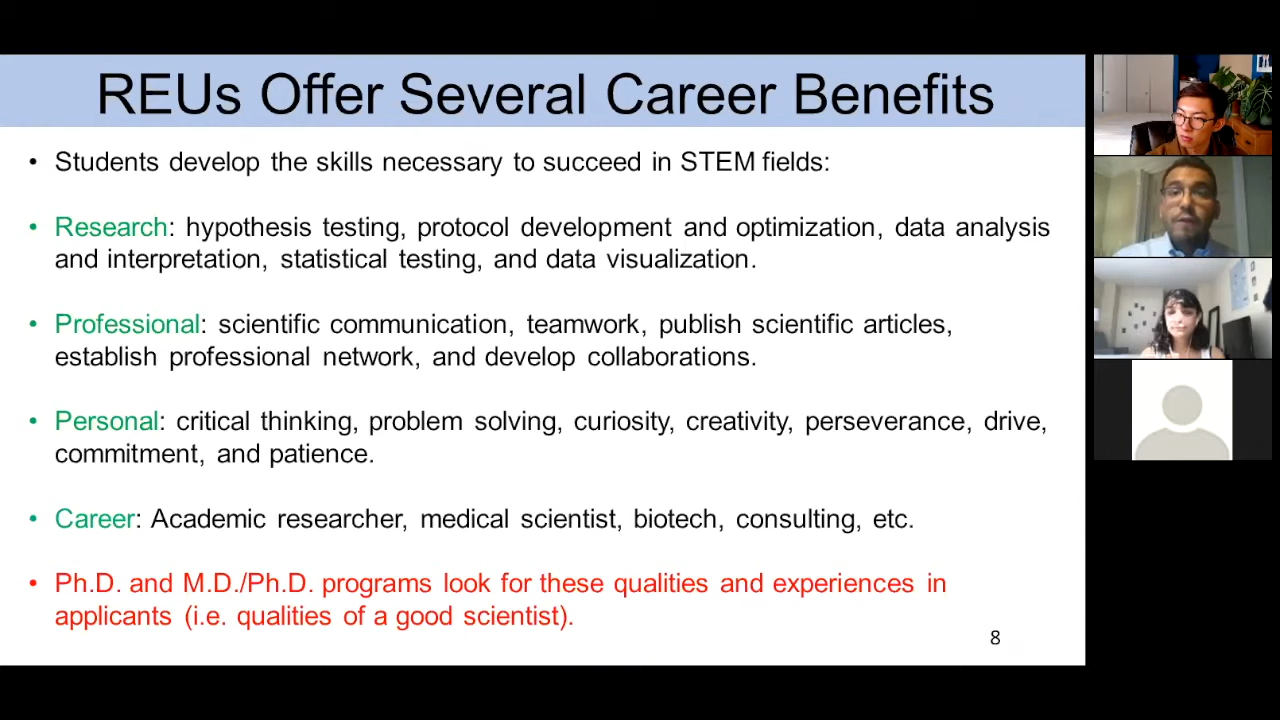 REUs Offer Several Career Benefits
• Students develop the skills necessary to succeed in STEM fields:
• Research: hypothesis testing, protocol development and optimization, data analysis
and interpretation, statistical testing, and data visualization.
• Professional: scientific communication, teamwork, publish scientific articles,
establish professional network, and develop collaborations.
• Personal: critical thinking, problem solving, curiosity, creativity, perseverance, drive,
commitment, and patience.
• Career: Academic researcher, medical scientist, biotech, consulting, etc.
• Ph.D. and M.D./Ph.D. programs look for these qualities and experiences in
applicants (i.e. qualities of a good scientist).
8